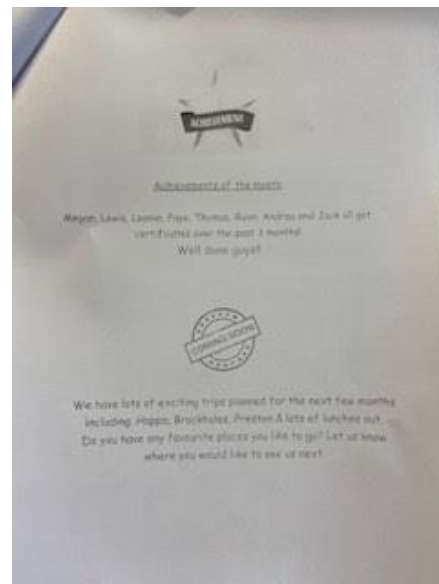 ACHIEVEMENT
Achievements of the month
Megan, Lewis, Leanne, Faye, Thomas, Ryan, Andrea and Jack all got
certificates over the past 3 months!
Well done guys!!
COMING SOON
We have lots of exciting trips planned for the next few months
including, Brockholes, Preston & lots of lunches out.
Do you have any favourite places you like to go? Let us know
where you would like to see us next.